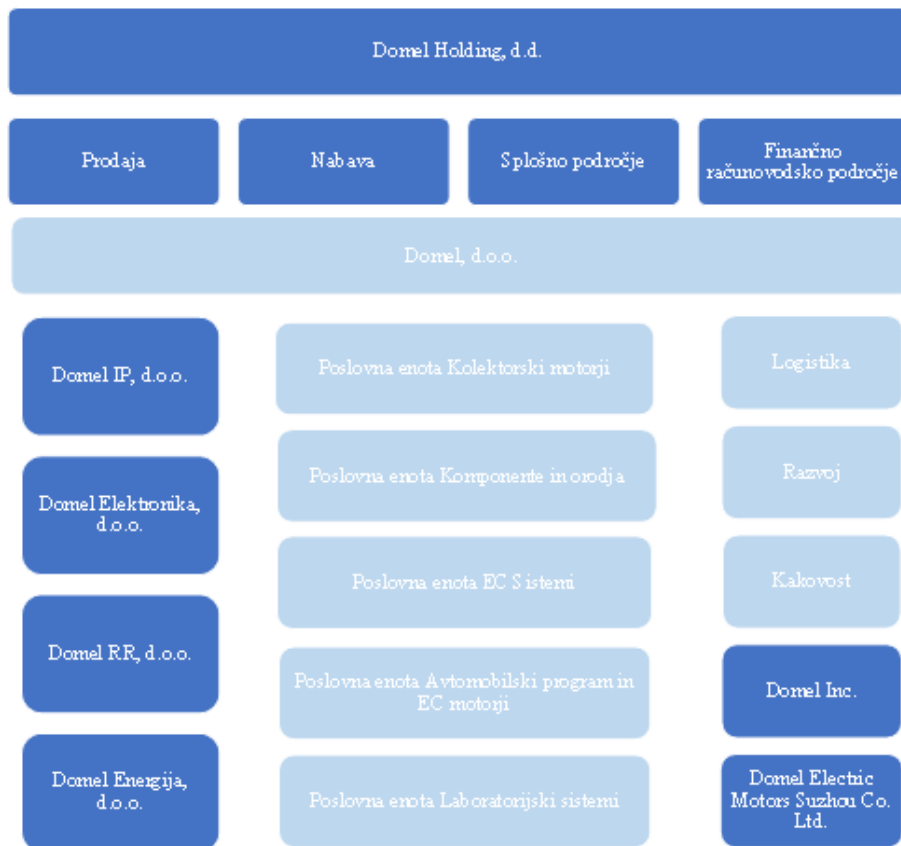 Domel Holding, d.d.
Prodaja
Nabava
Splošno področje
Finančno
računovodsko področje
Domel, d.o.o.
Domel IP, d.o.o.
Domel Elektronika,
d.o.o.
Domel RR, d.o.o.
Domel Energija,
d.o.o.
Poslovna enota Kolektorski motorji
Poslovna enota Komponente in orodja
Poslovna enota EC Sistemi
Poslovna enota Avtomobilski program in
EC motorji
Poslovna enota Laboratorijski sistemi
Logistika
Razvoj
Kakovost
Domel Inc.
Domel Electric
Motors Suzhou Co.
Ltd.